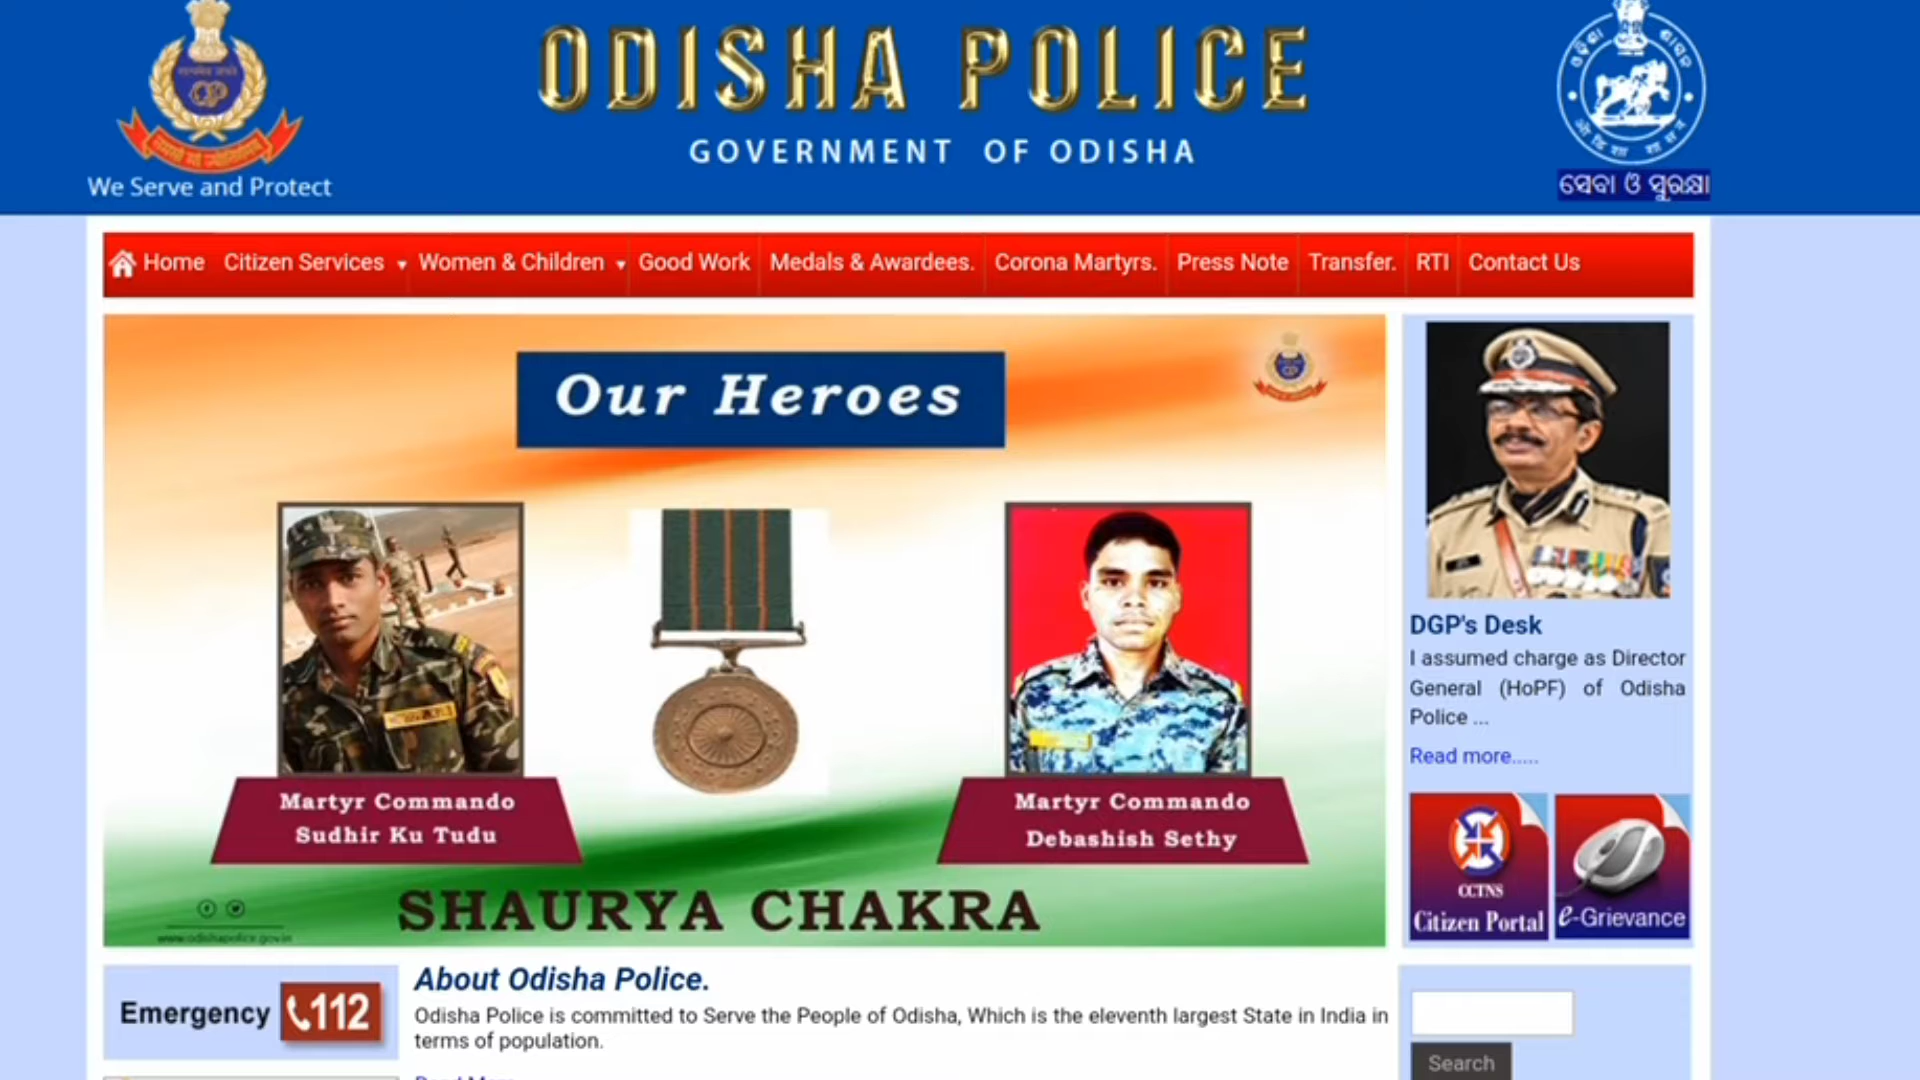 ODISHA POLICE
GOVERNMENT OF ODISHA
We Serve and Protect
ସେବା ଓ ସୁରକ୍ଷା
Home Citizen Services Women & Children Good Work Medals & Awardees. Corona Martyrs. Press Note Transfer. RTI Contact Us
Our Heroes
Martyr Commando
Sudhir Ku Tudu
Martyr Commando
Debashish Sethy
SHAURYA CHAKRA
www.odishapolice.gov.in
DGP's Desk
I assumed charge as Director
General (HoPF) of Odisha
Police ...
Read more.....
CCTNS
Citizen Portal
e-Grievance
Emergency 112
About Odisha Police.
Odisha Police is committed to Serve the People of Odisha, Which is the eleventh largest State in India in
terms of population.
Search